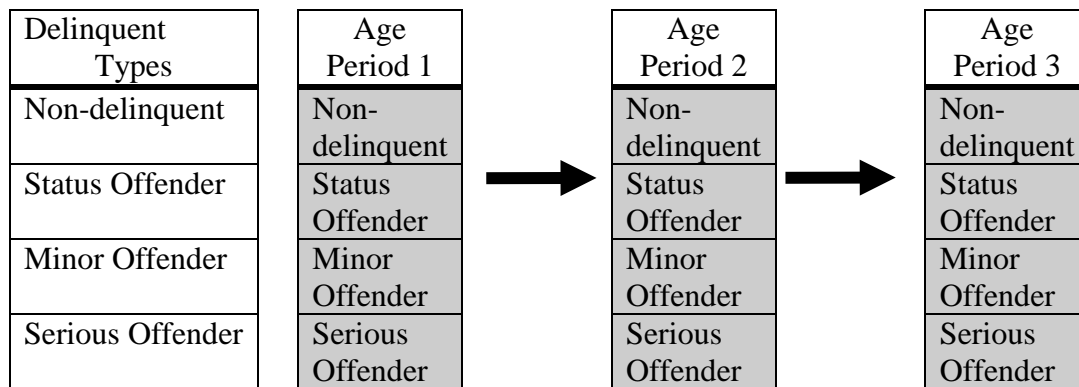 Delinquent
Types
Non-delinquent
Status Offender
Minor Offender
Serious Offender
Age
Period 1
Non-
delinquent
Status
Offender
Minor
Offender
Serious
Offender
Age
Period 2
Non-
delinquent
Status
Offender
Minor
Offender
Serious
Offender
Age
Period 3
Non-
delinquent
Status
Offender
Minor
Offender
Serious
Offender